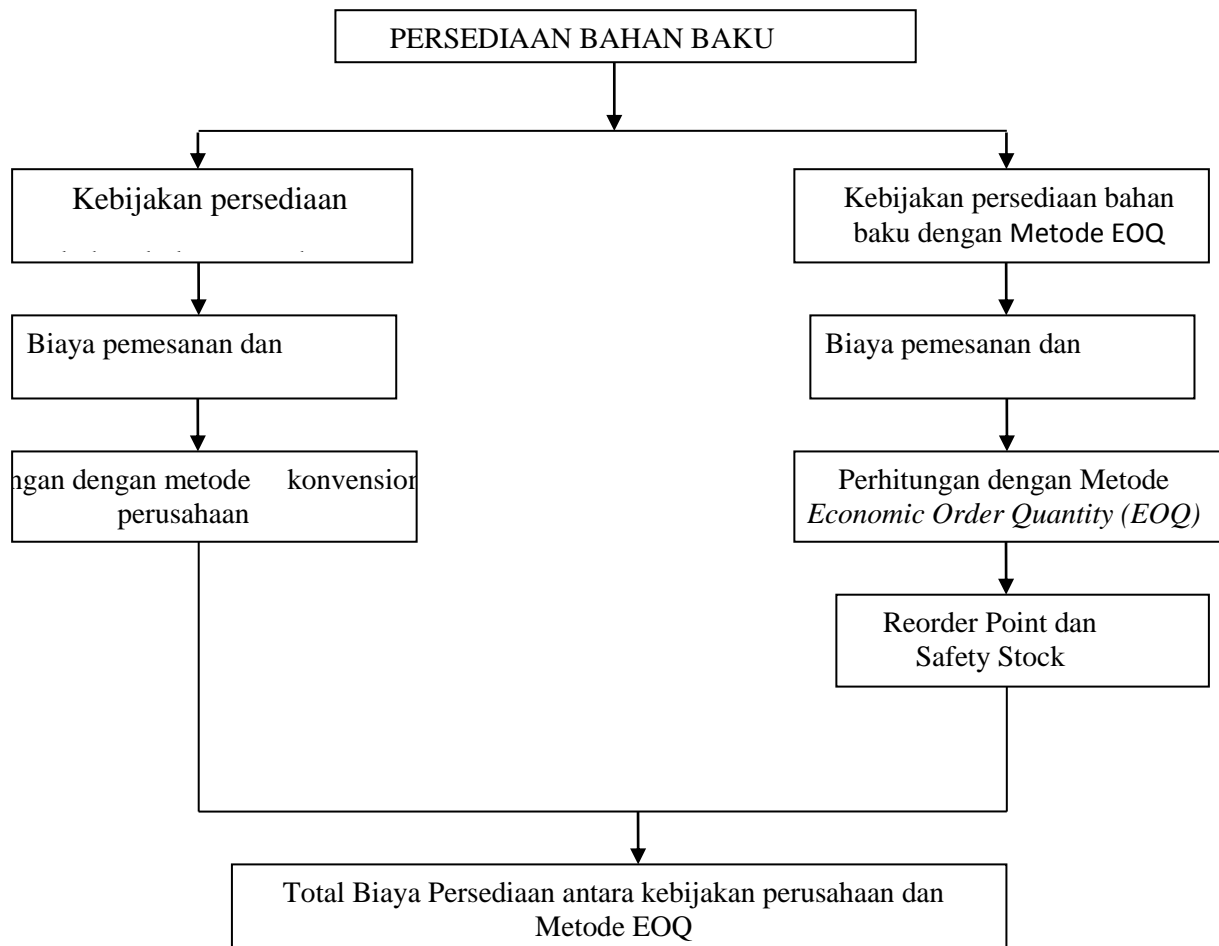 PERSEDIAAN BAHAN BAKU
Kebijakan persediaan
Kebijakan persediaan bahan
baku dengan Metode EOQ
Biaya pemesanan dan
Biaya pemesanan dan
dengan metode konvension
perusahaan
Perhitungan dengan Metode
Economic Order Quantity (EOQ)
Reorder Point dan
Safety Stock
Total Biaya Persediaan antara kebijakan perusahaan dan
Metode EOQ